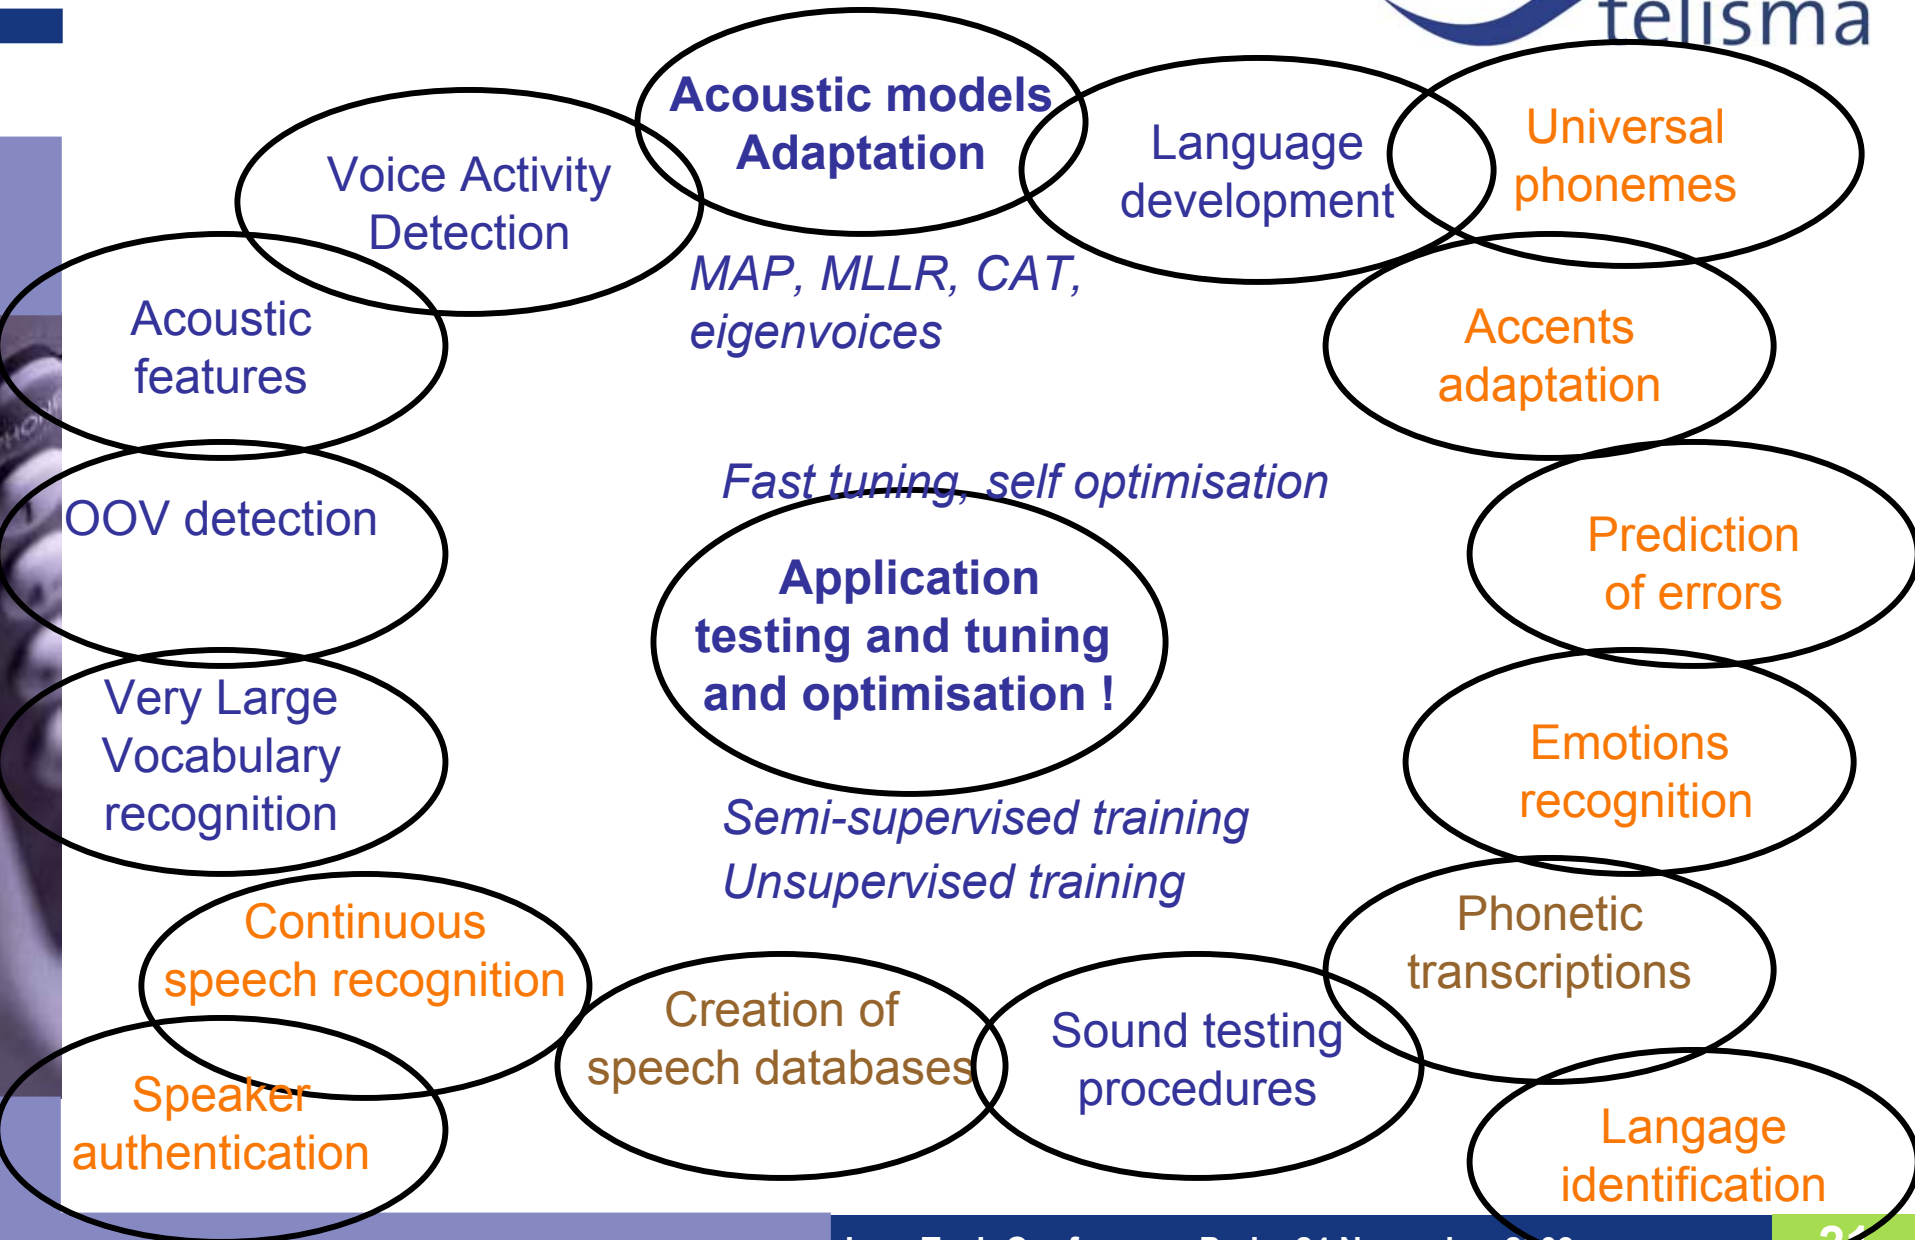 telisma
Acoustic models
Adaptation
Language
development
Universal
phonemes
Voice Activity
Detection
MAP, MLLR, CAT,
eigenvoices
Acoustic
features
Accents
adaptation
Fast tuning, self optimisation
OOV detection
Prediction
of errors
Application
testing and tuning
and optimisation !
Very Large
Vocabulary
recognition
Emotions
recognition
Semi-supervised training
Unsupervised training
Continuous
speech recognition
Phonetic
transcriptions
Creation of
speech databases
Sound testing
procedures
Speaker
authentication
Langage
identification